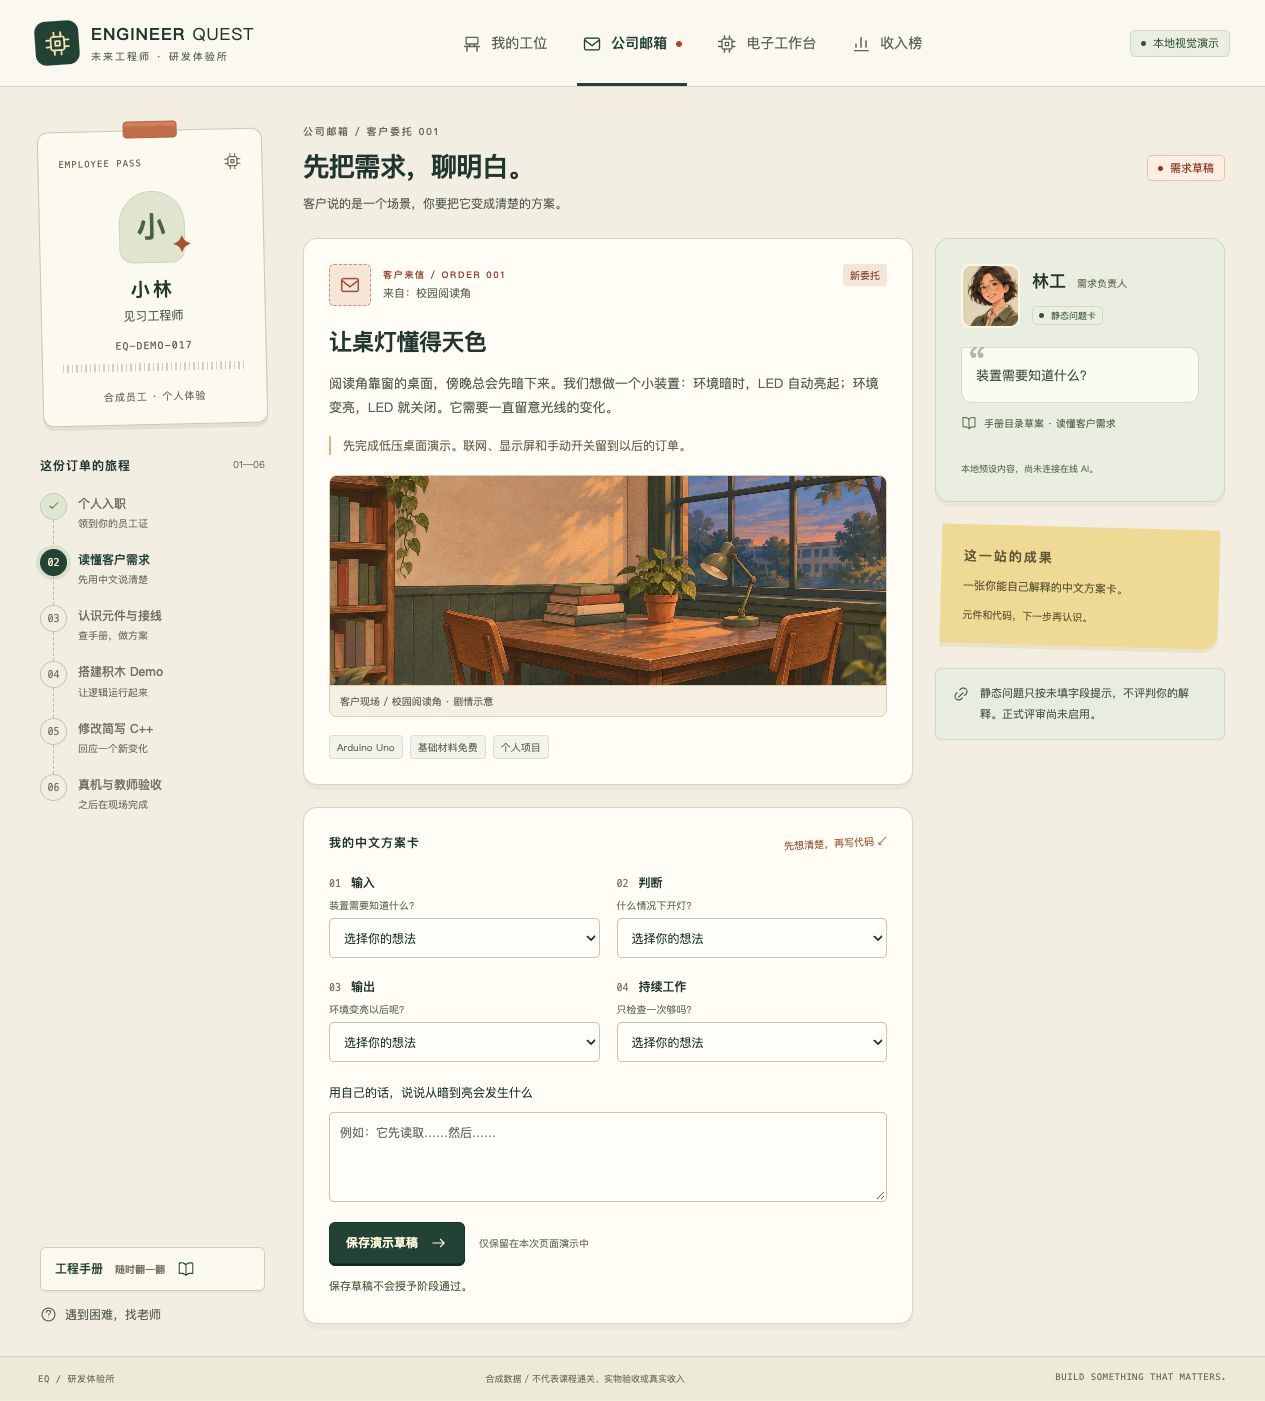 ENGINEER QUEST
未来工程师 · 研发体验所
我的工位
公司邮箱
电子工作台
收入榜
本地视觉演示
EMPLOYEE PASS
小
小林
见习工程师
EQ-DEMO-017
合成员工 · 个人体验
这份订单的旅程
01—06
个人入职
领到你的员工证
02
读懂客户需求
先用中文说清楚
03
认识元件与接线
查手册，做方案
04
搭建积木 Demo
让逻辑运行起来
05
修改简写 C++
回应一个新变化
06
真机与教师验收
之后在现场完成
工程手册 随时翻一翻
遇到困难，找老师
公司邮箱 / 客户委托 001
先把需求，聊明白。
客户说的是一个场景，你要把它变成清楚的方案。
需求草稿
客户来信 / ORDER 001
来自：校园阅读角
新委托
让桌灯懂得天色
阅读角靠窗的桌面，傍晚总会先暗下来。我们想做一个小装置：环境暗时，LED 自动亮起；环境
变亮，LED 就关闭。它需要一直留意光线的变化。
先完成低压桌面演示。联网、显示屏和手动开关留到以后的订单。
客户现场 / 校园阅读角 · 剧情示意
Arduino Uno
基础材料免费
个人项目
我的中文方案卡
先想清楚，再写代码 ↙
01 输入
装置需要知道什么？
选择你的想法
02 判断
什么情况下开灯？
选择你的想法
03 输出
环境变亮以后呢？
选择你的想法
04 持续工作
只检查一次够吗？
选择你的想法
用自己的话，说说从暗到亮会发生什么
例如：它先读取……然后……
保存演示草稿 →
仅保留在本次页面演示中
保存草稿不会授予阶段通过。
林工 需求负责人
静态问题卡
“
装置需要知道什么？
手册目录草案 · 读懂客户需求
本地预设内容，尚未连接在线 AI。
这一站的成果
一张你能自己解释的中文方案卡。
元件和代码，下一步再认识。
静态问题只按未填字段提示，不评判你的解
释。正式评审尚未启用。
EQ / 研发体验所
合成数据 / 不代表课程通关、实物验收或真实收入
BUILD SOMETHING THAT MATTERS.